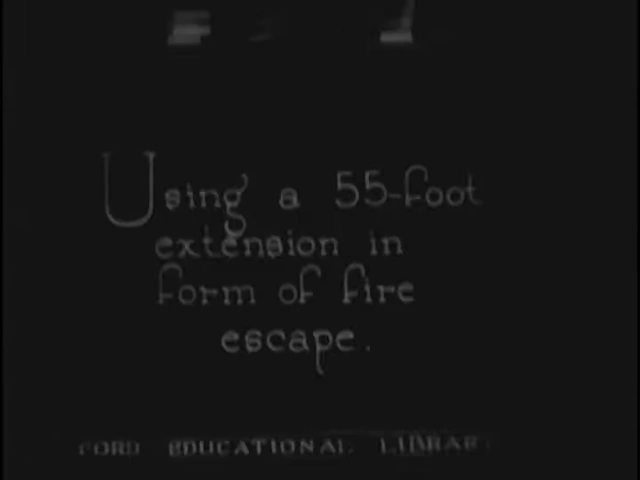 Using a 55-foot
extension in
form of fire
escape.
FORD EDUCATIONAL LIBRARY